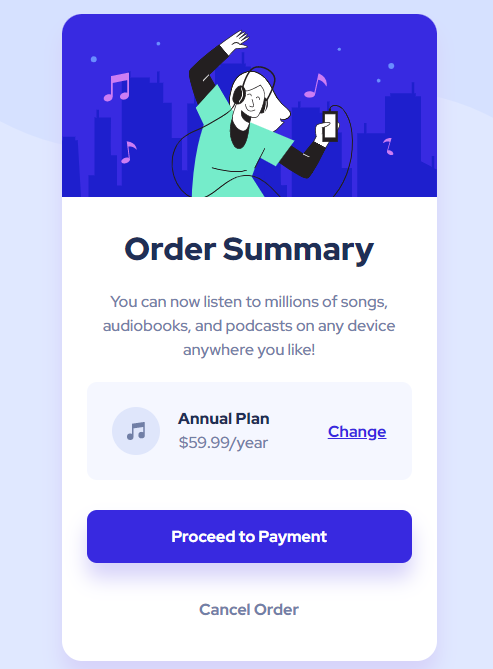 Order Summary
You can now listen to millions of songs,
audiobooks, and podcasts on any device
anywhere you like!
Annual Plan
$59.99/year
Change
Proceed to Payment
Cancel Order